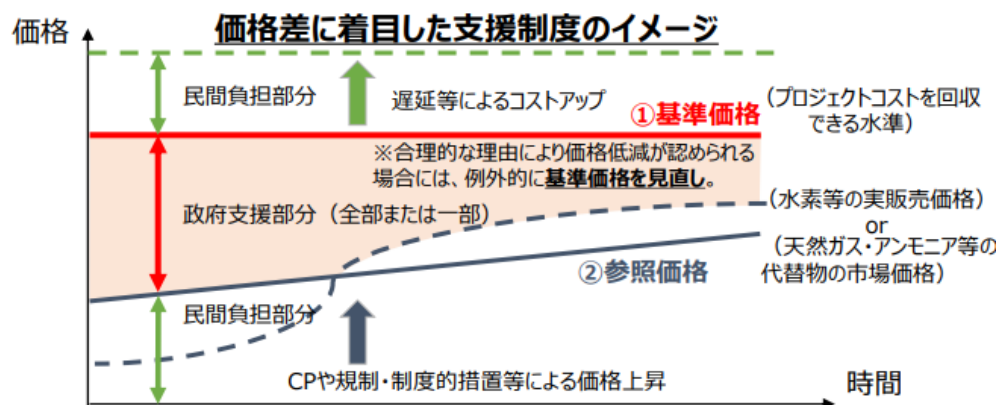 価格差に着目した支援制度のイメージ
価格
民間負担部分
遅延等によるコストアップ
①基準価格
(プロジェクトコストを回収
できる水準)
※合理的な理由により価格低減が認められる
場合には、例外的に基準価格を見直し。
政府支援部分(全部または一部)
(水素等の実販売価格)
or
(天然ガス・アンモニア等の
代替物の市場価格)
②参照価格
民間負担部分
CPや規制・制度的措置等による価格上昇
時間